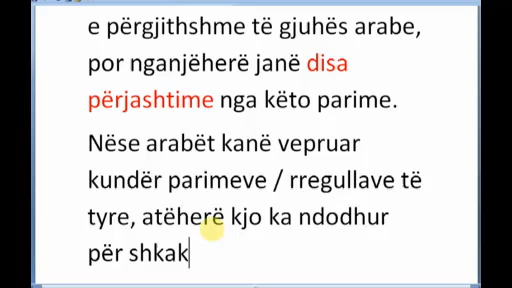 e përgjithshme të gjuhës arabe,
por nganjëherë janë disa
përjashtime nga këto parime.
Nëse arabët kanë vepruar
kundër parimeve / rregullave të
tyre, atëherë kjo ka ndodhur
për shkak